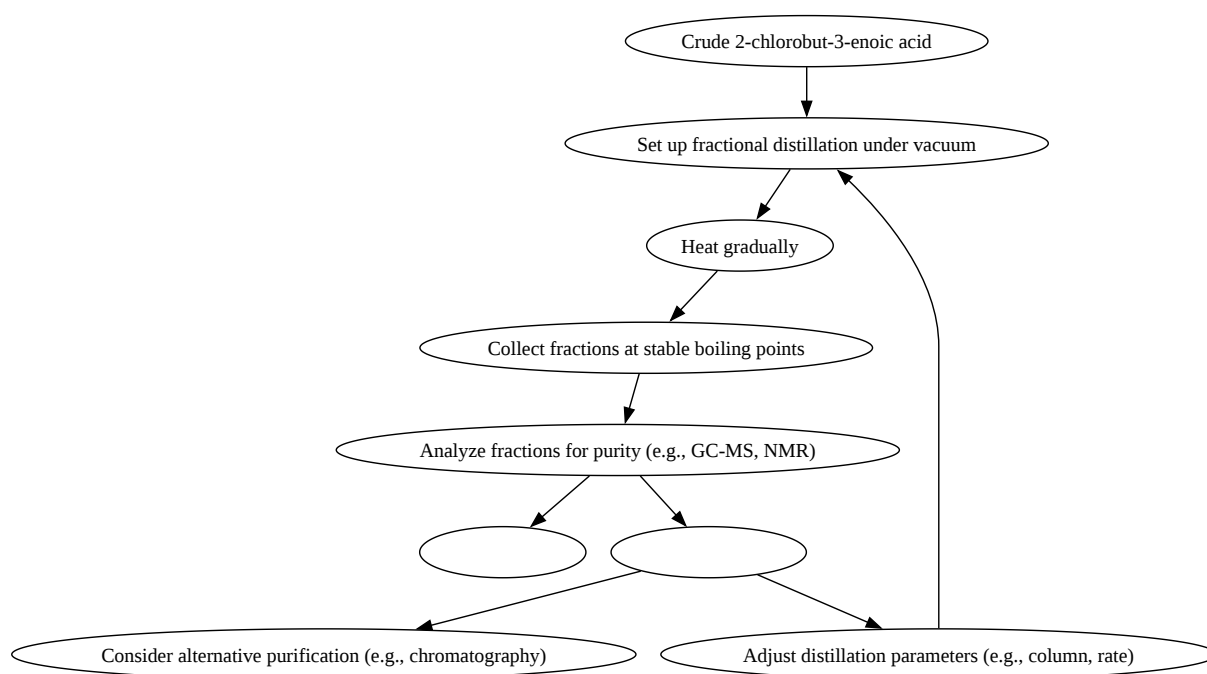 Crude 2-chlorobut-3-enoic acid
Set up fractional distillation under vacuum
Heat gradually
Collect fractions at stable boiling points
Analyze fractions for purity (e.g., GC-MS, NMR)
Consider alternative purification (e.g., chromatography)
Adjust distillation parameters (e.g., column, rate)